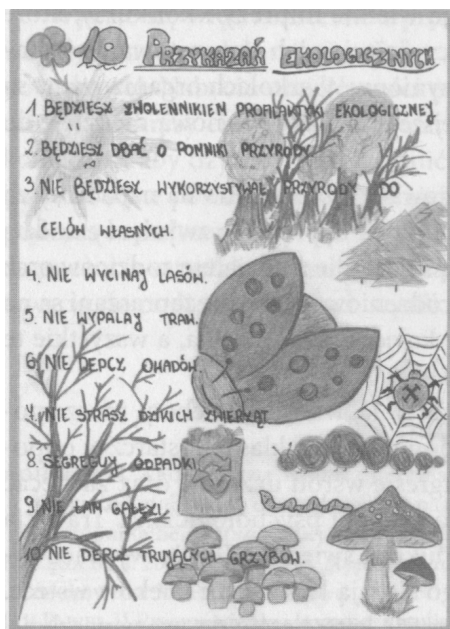 10 PRZYKAZAŃ EKOLOGICZNYCH
1. BĘDZIESZ ZWOLENNIKIEM PROFILAKTYKI EKOLOGICZNEJ
2. BĘDZIESZ DBAĆ O POMNIKI PRZYRODY.
3. NIE BĘDZIESZ WYKORZYSTYWAŁ PRZYRODY DO
CELÓW WŁASNYCH.
4. NIE WYCINAJ LASÓW.
5. NIE WYPALAJ TRAW.
6. NIE DEPCZ OWADÓW.
7. NIE STRASZ DZIKICH ZWIERZĄT
8. SEGREGUJ ODPADKI
9. NIE ŁAM GAŁĘZI.
10. NIE DEPCZ TRUJĄCYCH GRZYBÓW.